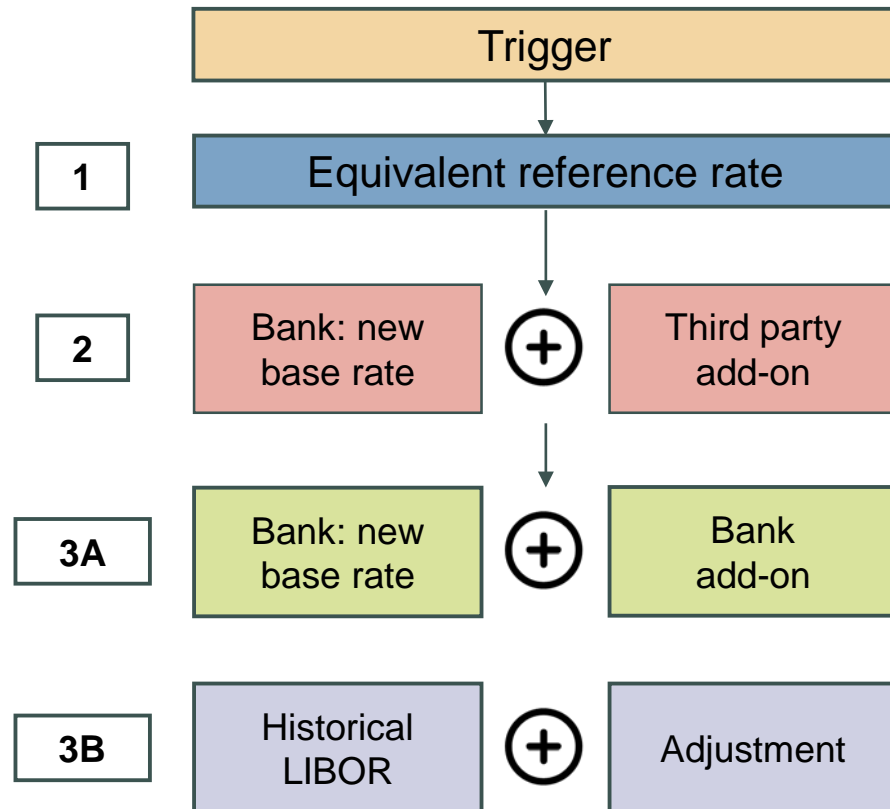 Trigger
1
Equivalent reference rate
2
Bank: new
base rate
Third party
add-on
3A
Bank: new
base rate
Bank
add-on
3B
Historical
LIBOR
Adjustment